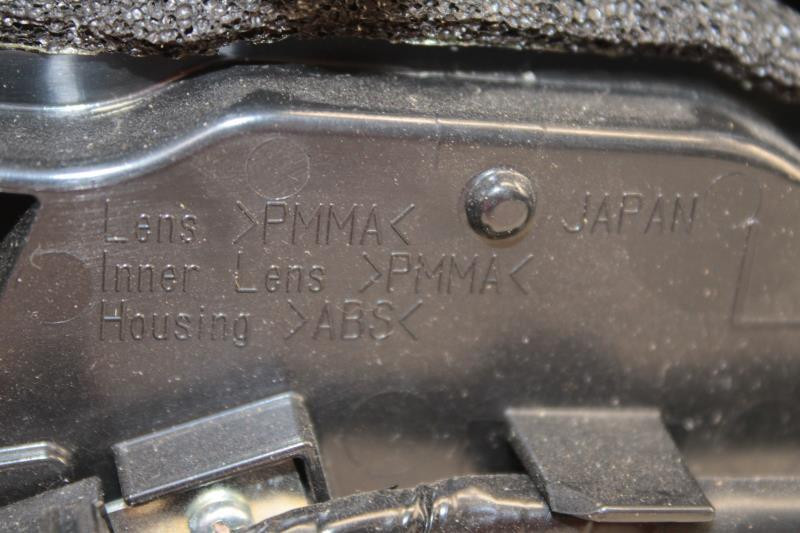 Lens >PMMA<
JAPAN
Inner Lens >PMMA<
Housing >ABS<